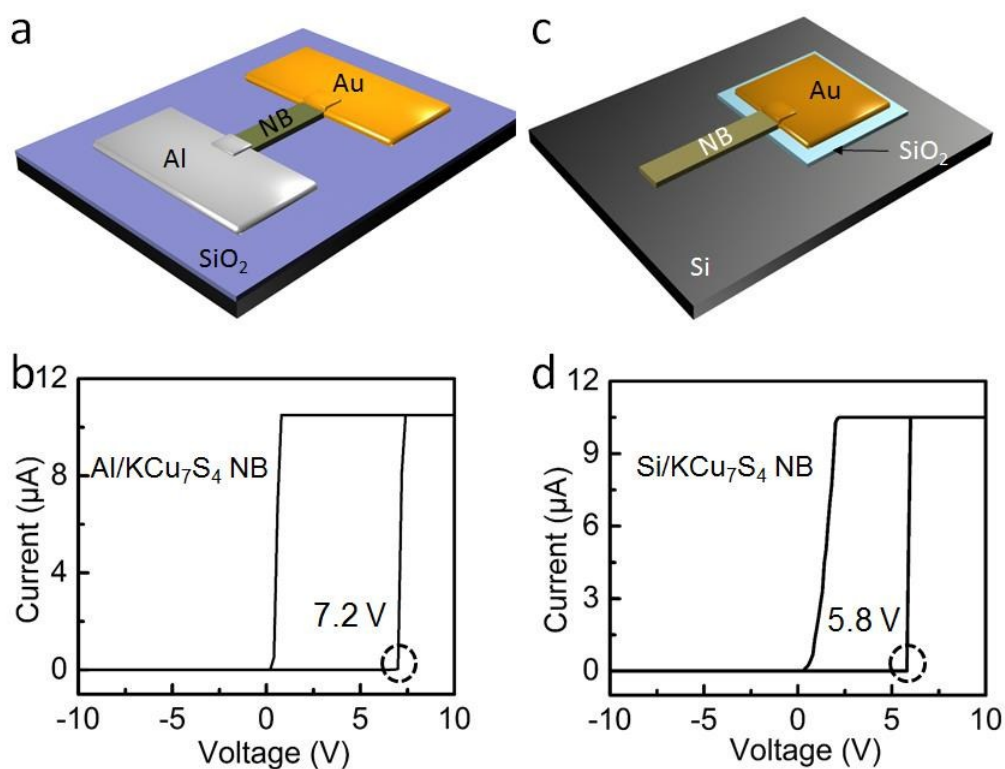 a
Au
NB
Al
SiO₂
c
Au
NB
SiO₂
Si
b
12
8
4
0
Current (μA)
Al/KCu₇S₄ NB
7.2 V
-10 -5 0 5 10
Voltage (V)
d
12
9
6
3
0
Current (μA)
Si/KCu₇S₄ NB
5.8 V
-10 -5 0 5 10
Voltage (V)